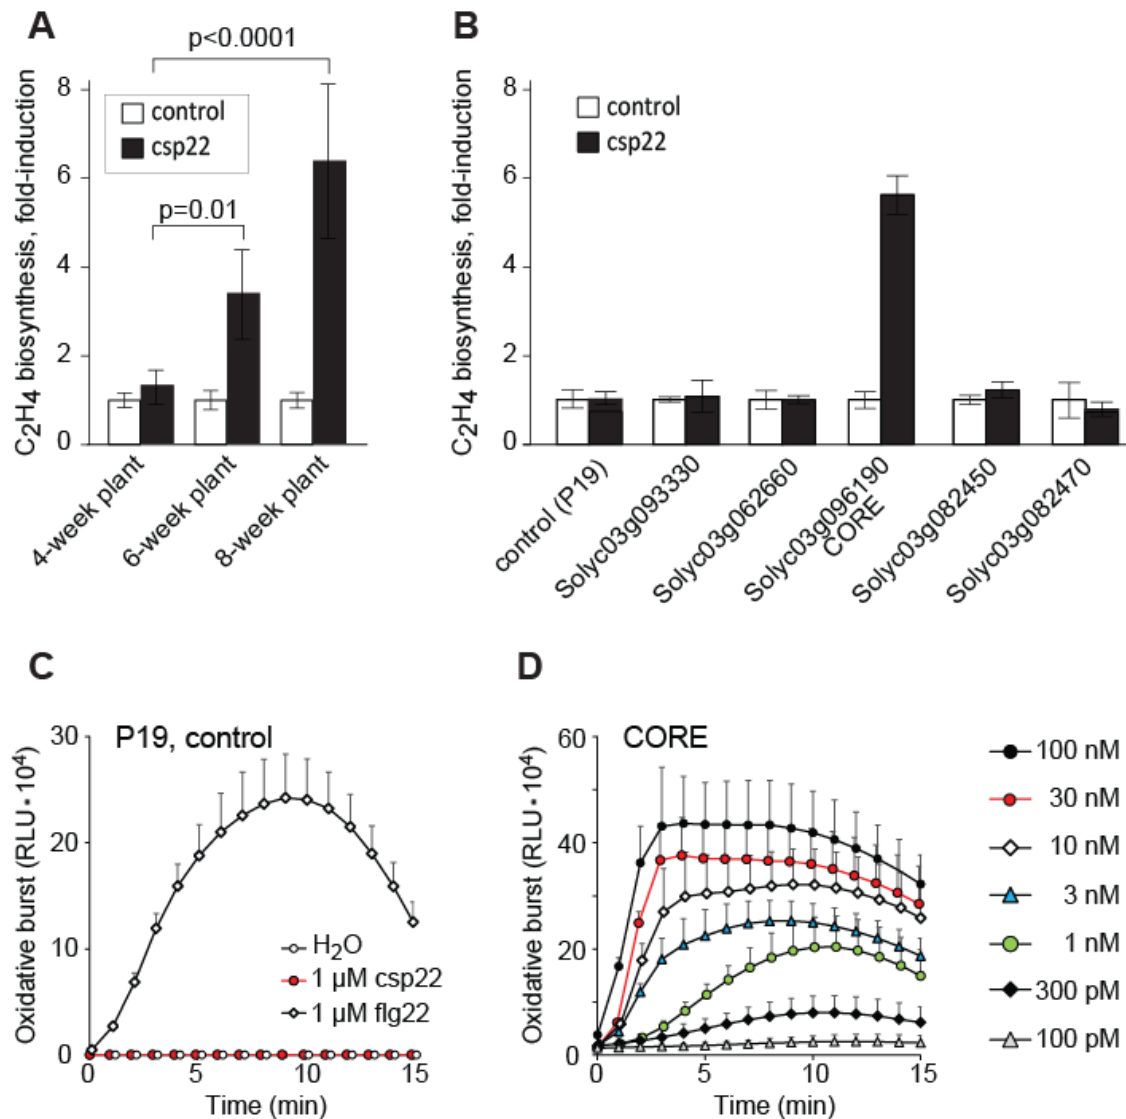 A
p<0.0001
8
control
csp22
6
p=0.01
4
2
0
C2H4 biosynthesis, fold-induction
4-week plant
6-week plant
8-week plant
B
8
control
csp22
6
4
2
0
C2H4 biosynthesis, fold-induction
control (P19)
Solyc03g093330
Solyc03g062660
Solyc03g096190
CORE
Solyc03g082450
Solyc03g082470
C
30
P19, control
20
10
0
Oxidative burst (RLU·10⁴)
H2O
1 µM csp22
1 µM flg22
0 5 10 15
Time (min)
D
60
CORE
40
20
0
Oxidative burst (RLU·10⁴)
0 5 10 15
Time (min)
100 nM
30 nM
10 nM
3 nM
1 nM
300 pM
100 pM